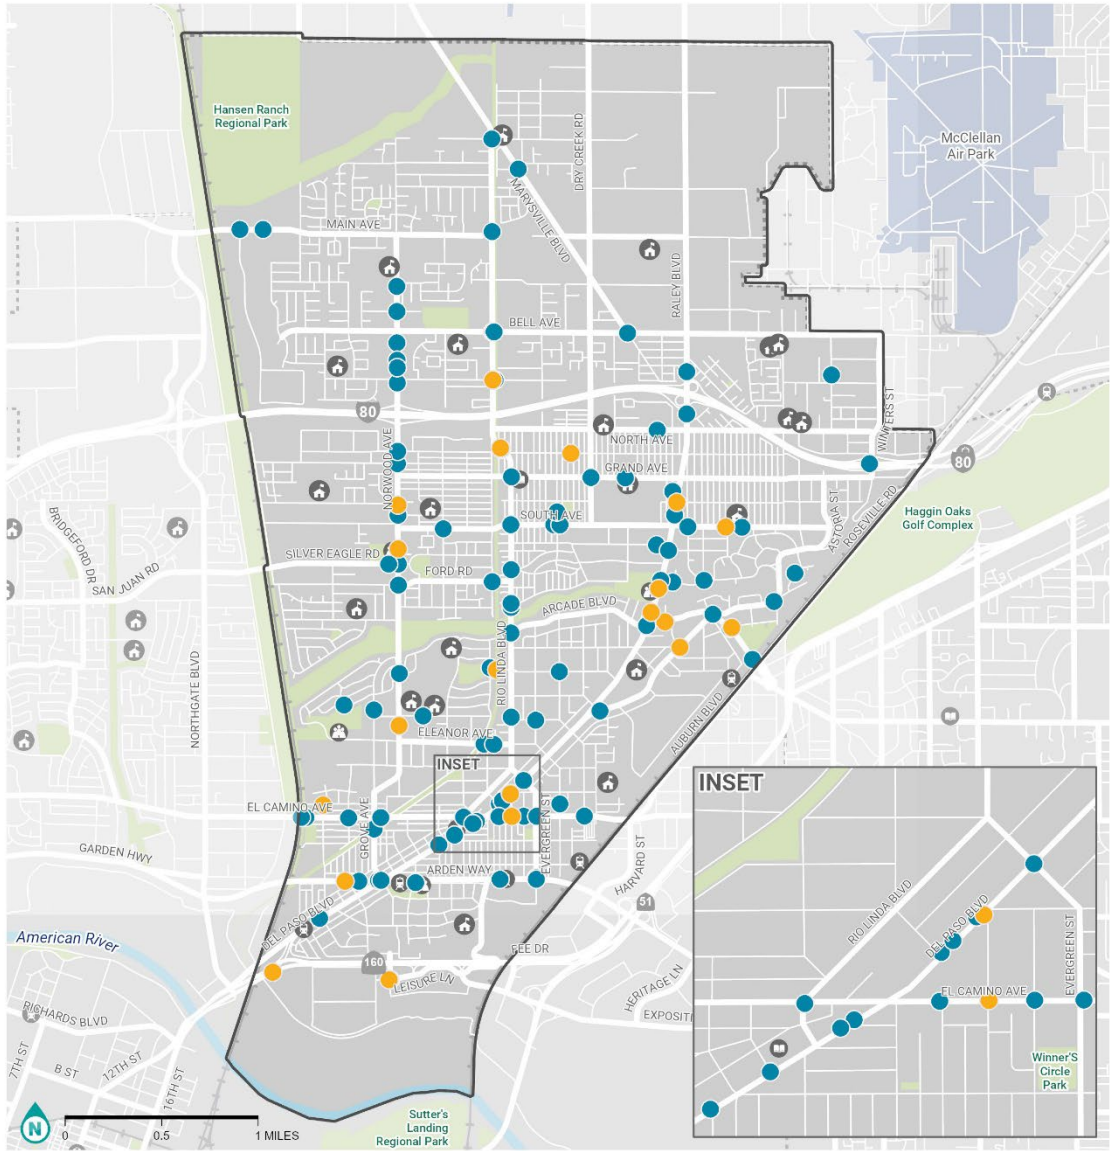 Hansen Ranch
Regional Park
DRY CREEK RD
McClellan
Air Park
MARYSVILLE BLVD
MAIN AVE
RALEY BLVD
BELL AVE
80
NORTH AVE
WINTERS ST
GRAND AVE
80
NORWOOD AVE
SOUTH AVE
ASTORIA ST
ROSEVILLE RD
Haggin Oaks
Golf Complex
BRIDGEFORD DR
SAN JUAN RD
SILVER EAGLE RD
FORD RD
ARCADE BLVD
NORTHGATE BLVD
RIO LINDA BLVD
AUBURN BLVD
ELEANOR AVE
INSET
EL CAMINO AVE
GROVE AVE
EVERGREEN ST
GARDEN HWY
ARDEN WAY
HARVARD ST
DEL PASO BLVD
51
American River
FEE DR
160
LEISURE LN
HERITAGE LN
EXPOSITI
RICHARDS BLVD
7TH ST
B ST
12TH ST
16TH ST
Sutter's
Landing
Regional Park
N
0 0.5 1 MILES
INSET
RIO LINDA BLVD
DEL PASO BLVD
EL CAMINO AVE
EVERGREEN ST
Winner'S
Circle
Park